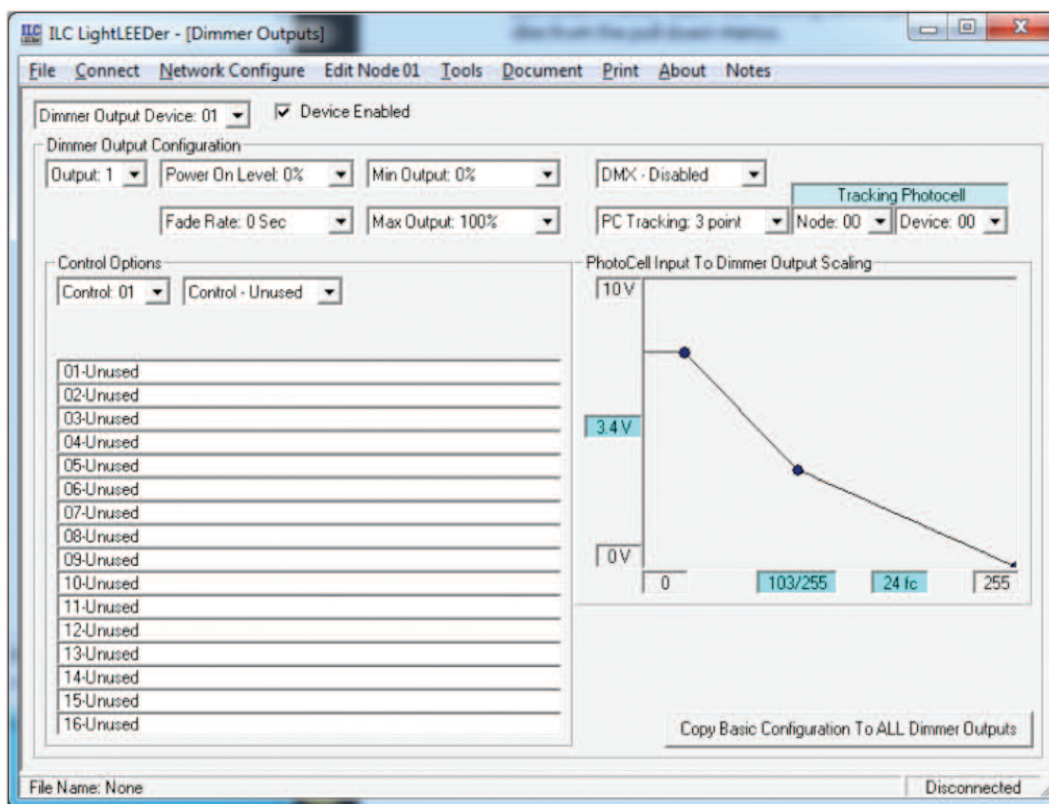 die from the pull down menus.
ILC LightLEEDer - [Dimmer Outputs]
File Connect Network Configure Edit Node 01 Tools Document Print About Notes
Dimmer Output Device: 01 Device Enabled
Dimmer Output Configuration
Output: 1 Power On Level: 0% Min Output: 0% DMX - Disabled
Tracking Photocell
Fade Rate: 0 Sec Max Output: 100% PC Tracking: 3 point Node: 00 Device: 00
Control Options
Control: 01 Control - Unused
01-Unused
02-Unused
03-Unused
04-Unused
05-Unused
06-Unused
07-Unused
08-Unused
09-Unused
10-Unused
11-Unused
12-Unused
13-Unused
14-Unused
15-Unused
16-Unused
PhotoCell Input To Dimmer Output Scaling
10 V
3.4 V
0 V
0 103/255 24 fc 255
Copy Basic Configuration To ALL Dimmer Outputs
File Name: None Disconnected